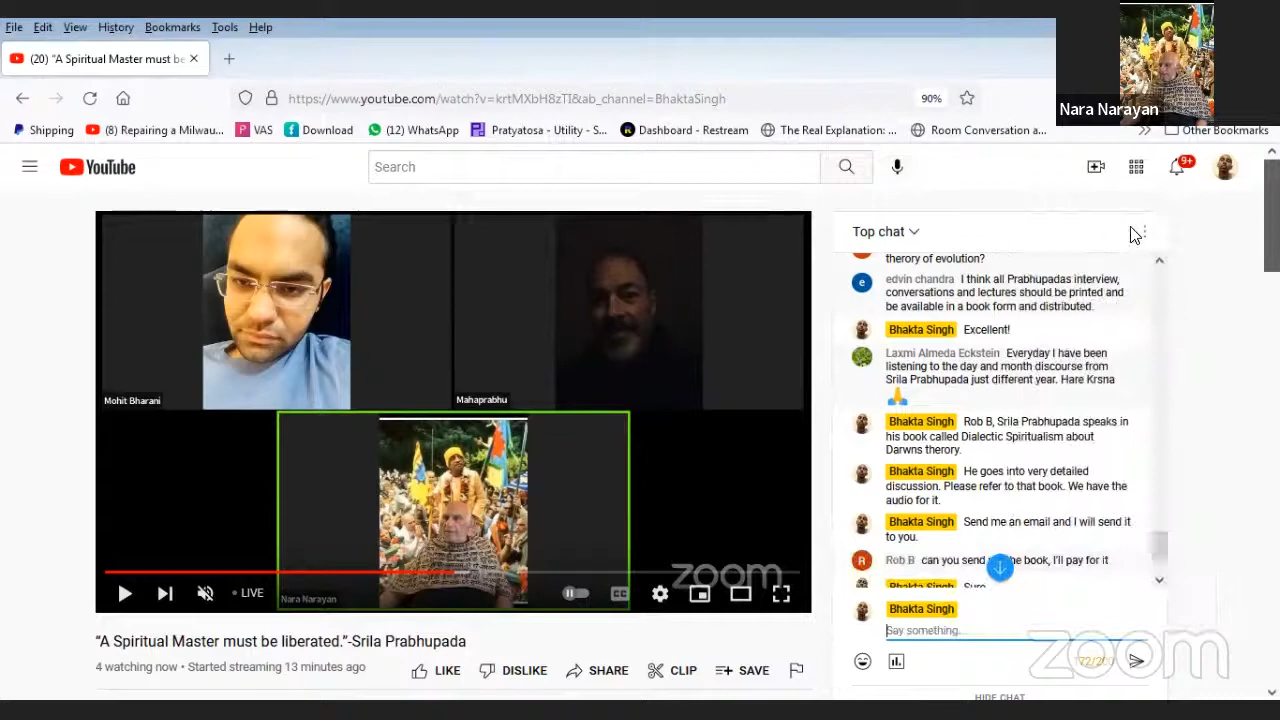 File Edit View History Bookmarks Tools Help
(20) "A Spiritual Master must be
Nara Narayan
https://www.youtube.com/watch?v=krtMXbH8zTI&ab_channel=BhaktaSingh
90%
Shipping (8) Repairing a Milwau... VAS Download (12) WhatsApp Pratyatosa - Utility - S... Dashboard - Restream The Real Explanation: ... Room Conversation a... Other Bookmarks
YouTube
Search
9+
Top chat
therory of evolution?
edvin chandra I think all Prabhupadas interview,
conversations and lectures should be printed and
be available in a book form and distributed.
Bhakta Singh Excellent!
Laxmi Almeda Eckstein Everyday I have been
listening to the day and month discourse from
Srila Prabhupada just different year. Hare Krsna
Bhakta Singh Rob B, Srila Prabhupada speaks in
his book called Dialectic Spiritualism about
Darwns therory.
Bhakta Singh He goes into very detailed
discussion. Please refer to that book. We have the
audio for it.
Bhakta Singh Send me an email and I will send it
to you.
Rob B can you send book, I'll pay for it
Bhakta Singh Sure
Bhakta Singh
Say something...
172/200
HIDE CHAT
Mohit Bharani
Mahaprabhu
Nara Narayan
zoom
LIVE
CC
"A Spiritual Master must be liberated."-Srila Prabhupada
4 watching now • Started streaming 13 minutes ago
LIKE DISLIKE SHARE CLIP SAVE
zoom